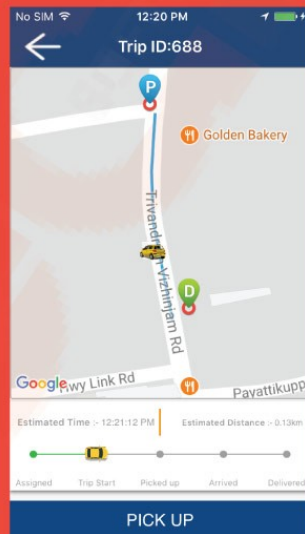 No SIM 12:20 PM
Trip ID:688
P
Golden Bakery
Trivandrum-Vizhinjam Rd
D
Google
Hwy Link Rd
Payattikupp
Estimated Time :- 12:21:12 PM Estimated Distance :- 0.13km
Assigned Trip Start Picked up Arrived Delivered
PICK UP